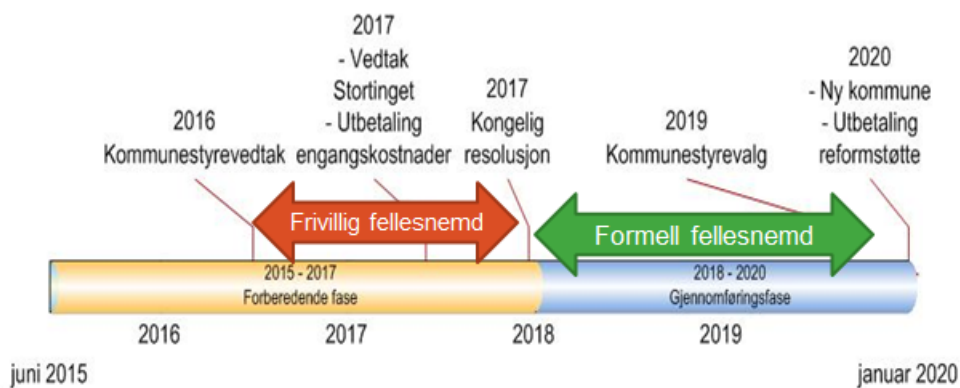 2016
Kommunestyrevedtak
2017
- Vedtak
Stortinget
- Utbetaling
engangskostnader
2017
Kongelig
resolusjon
2019
Kommunestyrevalg
2020
- Ny kommune
- Utbetaling
reformstøtte
Frivillig fellesnemd
Formell fellesnemd
2015 - 2017
Forberedende fase
2018 - 2020
Gjennomføringsfase
2016
2017
2018
2019
juni 2015
januar 2020